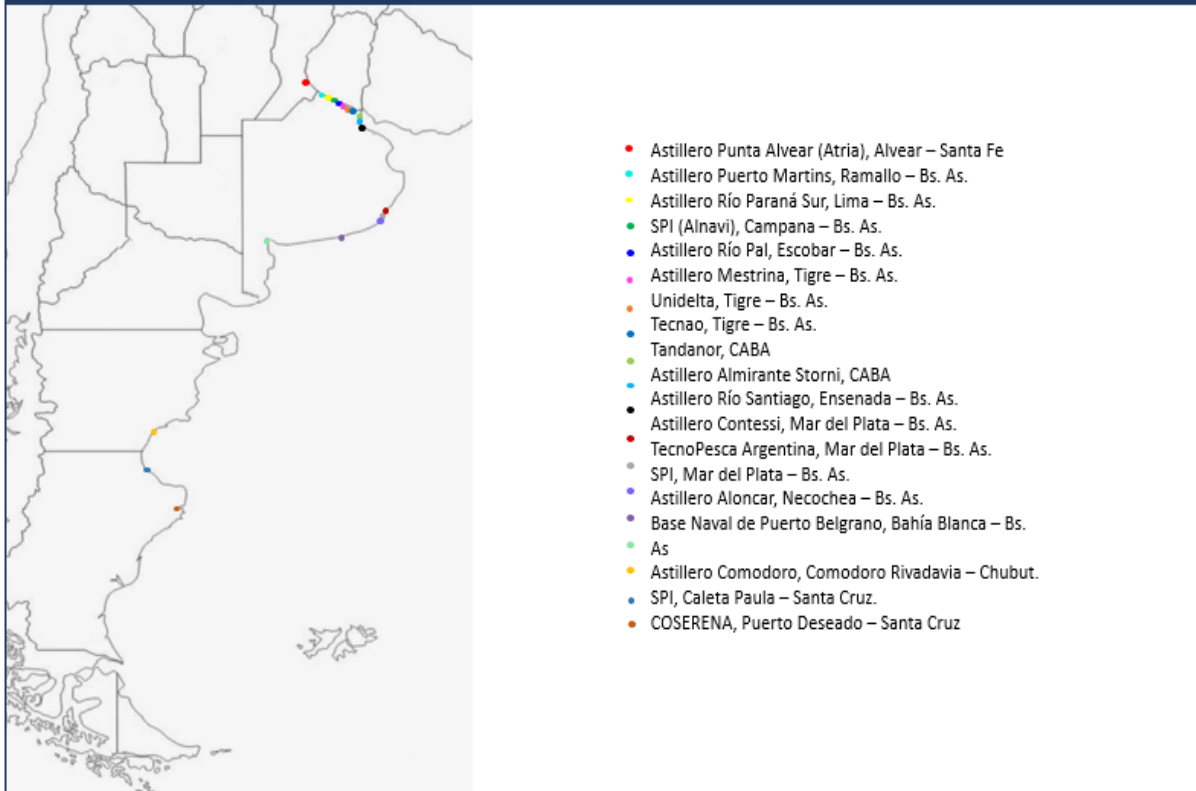 Astillero Punta Alvear (Atria), Alvear – Santa Fe
Astillero Puerto Martins, Ramallo – Bs. As.
Astillero Río Paraná Sur, Lima – Bs. As.
SPI (Alnavi), Campana – Bs. As.
Astillero Río Pal, Escobar – Bs. As.
Astillero Mestrina, Tigre – Bs. As.
Unidelta, Tigre – Bs. As.
Tecnao, Tigre – Bs. As.
Tandanor, CABA
Astillero Almirante Storni, CABA
Astillero Río Santiago, Ensenada – Bs. As.
Astillero Contessi, Mar del Plata – Bs. As.
TecnoPesca Argentina, Mar del Plata – Bs. As.
SPI, Mar del Plata – Bs. As.
Astillero Aloncar, Necochea – Bs. As.
Base Naval de Puerto Belgrano, Bahía Blanca – Bs.
As
Astillero Comodoro, Comodoro Rivadavia – Chubut.
SPI, Caleta Paula – Santa Cruz.
COSERENA, Puerto Deseado – Santa Cruz